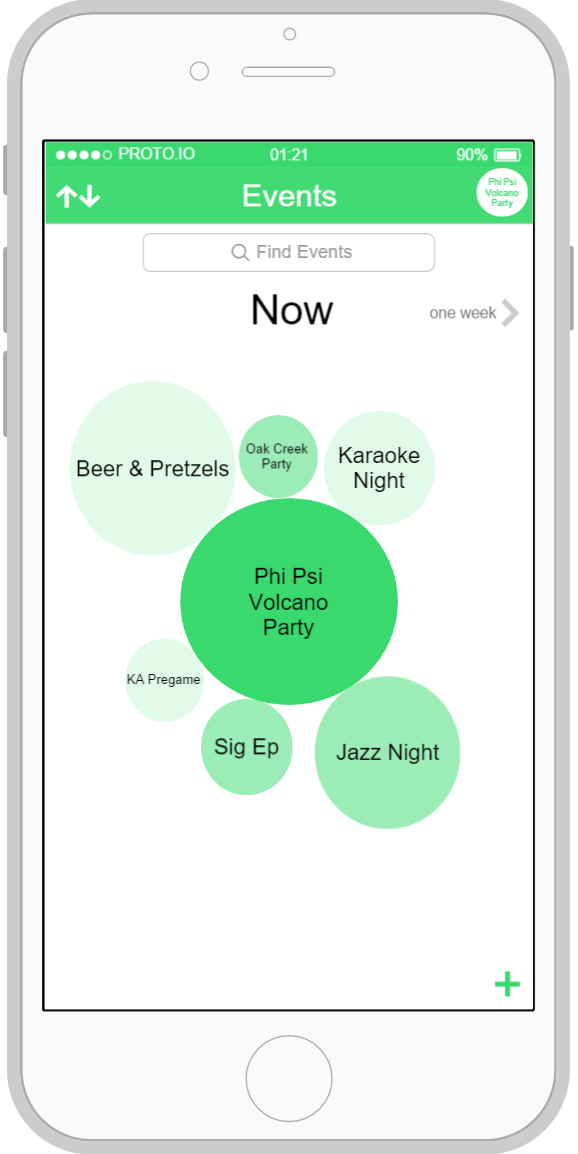 PROTO.IO
01:21
90%
Events
Phi Psi
Volcano
Party
Find Events
Now
one week
Beer & Pretzels
Oak Creek
Party
Karaoke
Night
Phi Psi
Volcano
Party
KA Pregame
Sig Ep
Jazz Night